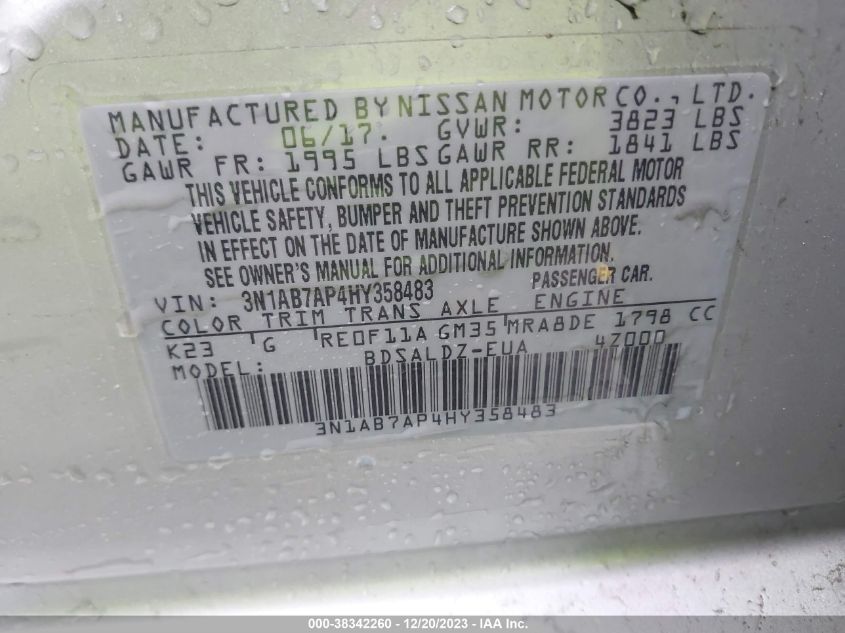 MANUFACTURED BY NISSAN MOTOR CO., LTD.
DATE: 06/17. GVWR: 3823 LBS
GAWR FR: 1995 LBS GAWR RR: 1841 LBS
THIS VEHICLE CONFORMS TO ALL APPLICABLE FEDERAL MOTOR
VEHICLE SAFETY, BUMPER AND THEFT PREVENTION STANDARDS
IN EFFECT ON THE DATE OF MANUFACTURE SHOWN ABOVE.
SEE OWNER'S MANUAL FOR ADDITIONAL INFORMATION.
VIN: 3N1AB7AP4HY358483 PASSENGER CAR.
COLOR TRIM TRANS AXLE ENGINE
K23 G RE0F11A GM35 MRA8DE 1798 CC
MODEL: BDSALDZ-EUA 4Z000
3N1AB7AP4HY358483
000-38342260 - 12/20/2023 - IAAI Inc.